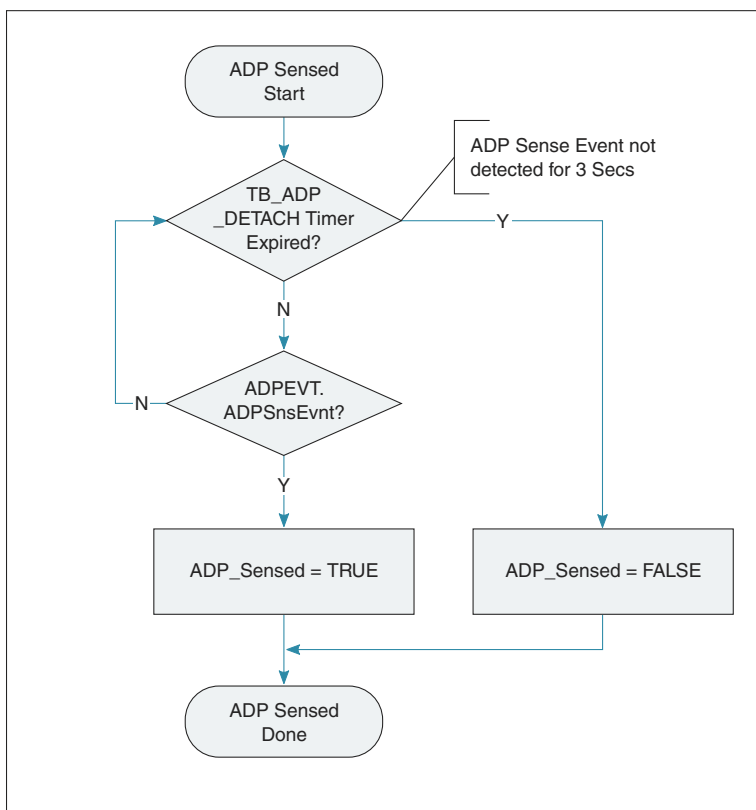 ADP Sensed
Start
ADP Sense Event not
detected for 3 Secs
TB_ADP
_DETACH Timer
Expired?
Y
N
ADPEVT.
ADPSnsEvnt?
N
Y
ADP_Sensed = TRUE
ADP_Sensed = FALSE
ADP Sensed
Done